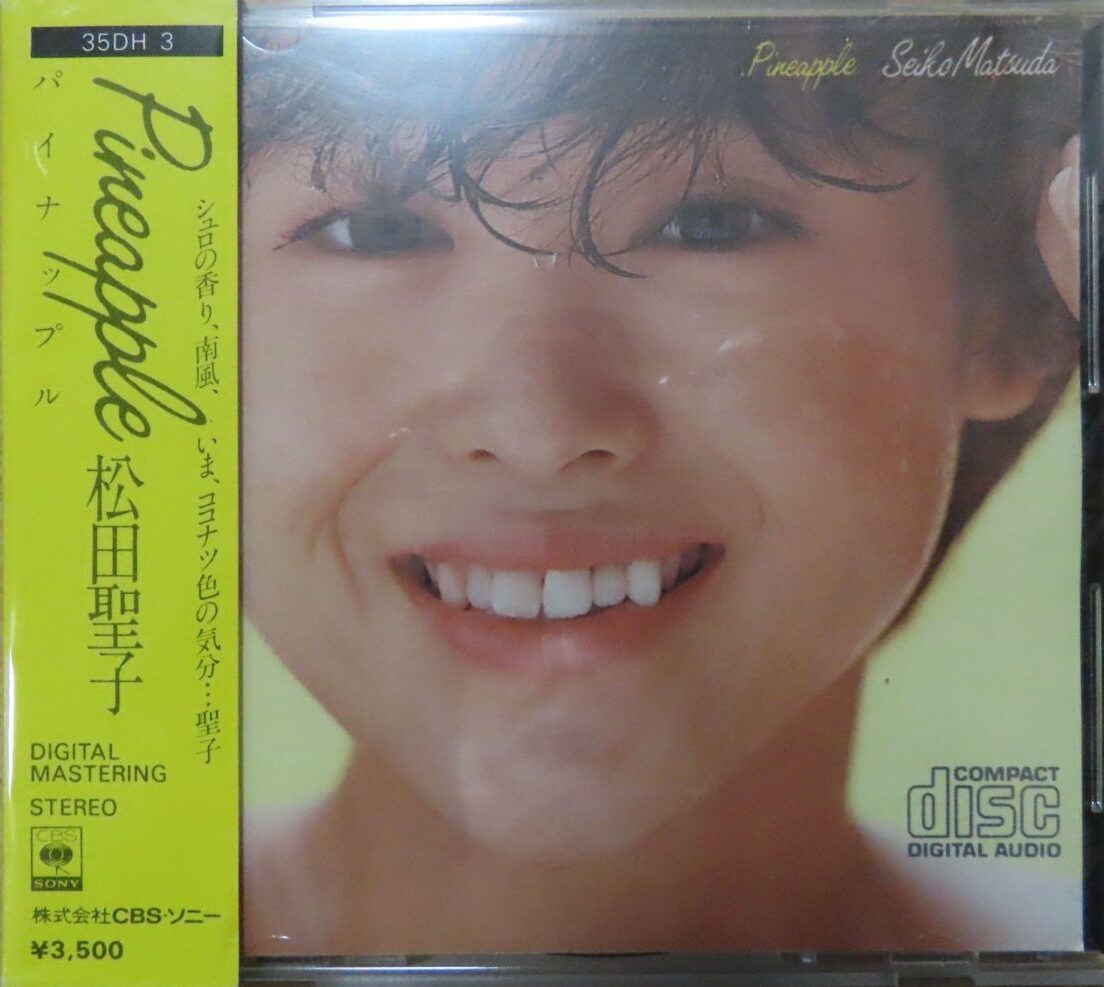 35DH 3
パイナップル
Pineapple
松田聖子
シュロの香り、南風、いま、ココナツ色の気分…聖子
DIGITAL
MASTERING
STEREO
CBS
SONY
株式会社CBS・ソニー
¥3,500
Pineapple Seiko Matsuda
COMPACT
disc
DIGITAL AUDIO